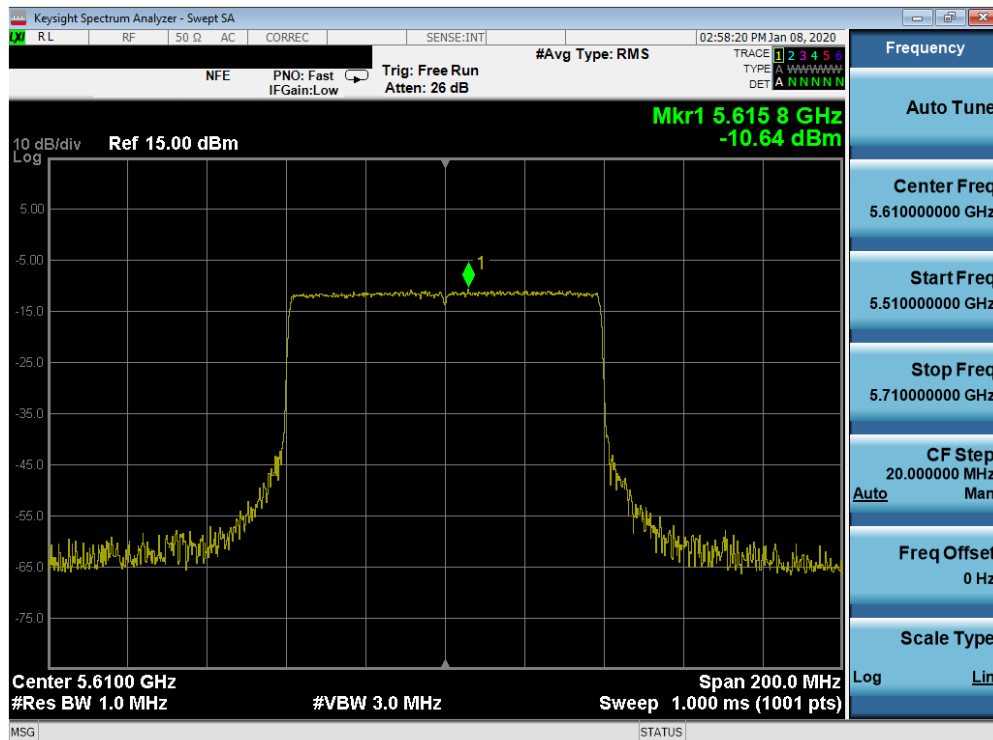 Keysight Spectrum Analyzer - Swept SA
LXI RL RF 50 Ω AC CORREC SENSE:INT 02:58:20 PM Jan 08, 2020
Frequency
#Avg Type: RMS
TRACE 1 2 3 4 5 6
TYPE A WWWWW
DET A N N N N N
NFE
PNO: Fast
IFGain:Low
Trig: Free Run
Atten: 26 dB
Auto Tune
Mkr1 5.615 8 GHz
-10.64 dBm
10 dB/div
Log
Ref 15.00 dBm
5.00
-5.00
-15.0
-25.0
-35.0
-45.0
-55.0
-65.0
-75.0
1
Center Freq
5.610000000 GHz
Start Freq
5.510000000 GHz
Stop Freq
5.710000000 GHz
CF Step
20.000000 MHz
Auto Man
Freq Offset
0 Hz
Scale Type
Log Lin
Center 5.6100 GHz
Span 200.0 MHz
#Res BW 1.0 MHz
#VBW 3.0 MHz
Sweep 1.000 ms (1001 pts)
MSG
STATUS